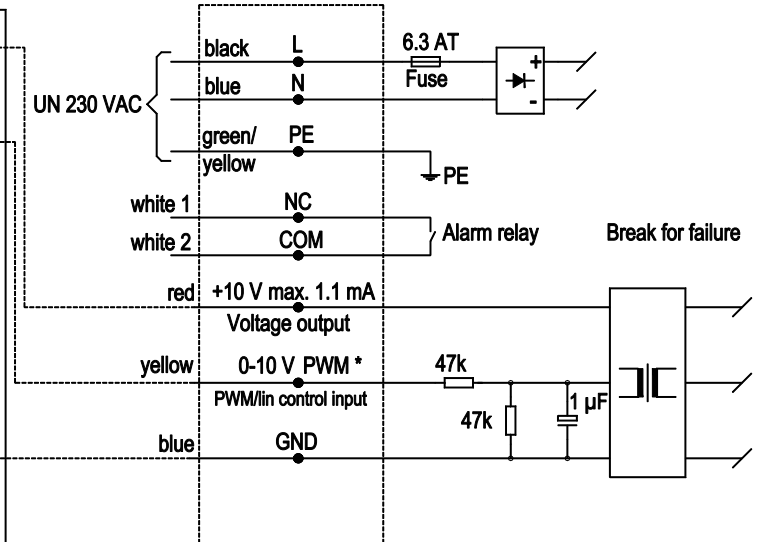 black L 6.3 AT
Fuse
+
-
blue N
UN 230 VAC
green/
yellow
PE
PE
white 1 NC
white 2 COM
Alarm relay
Break for failure
red +10 V max. 1.1 mA
Voltage output
yellow 0-10 V PWM *
PWM/lin control input
47k
47k
1 µF
blue GND